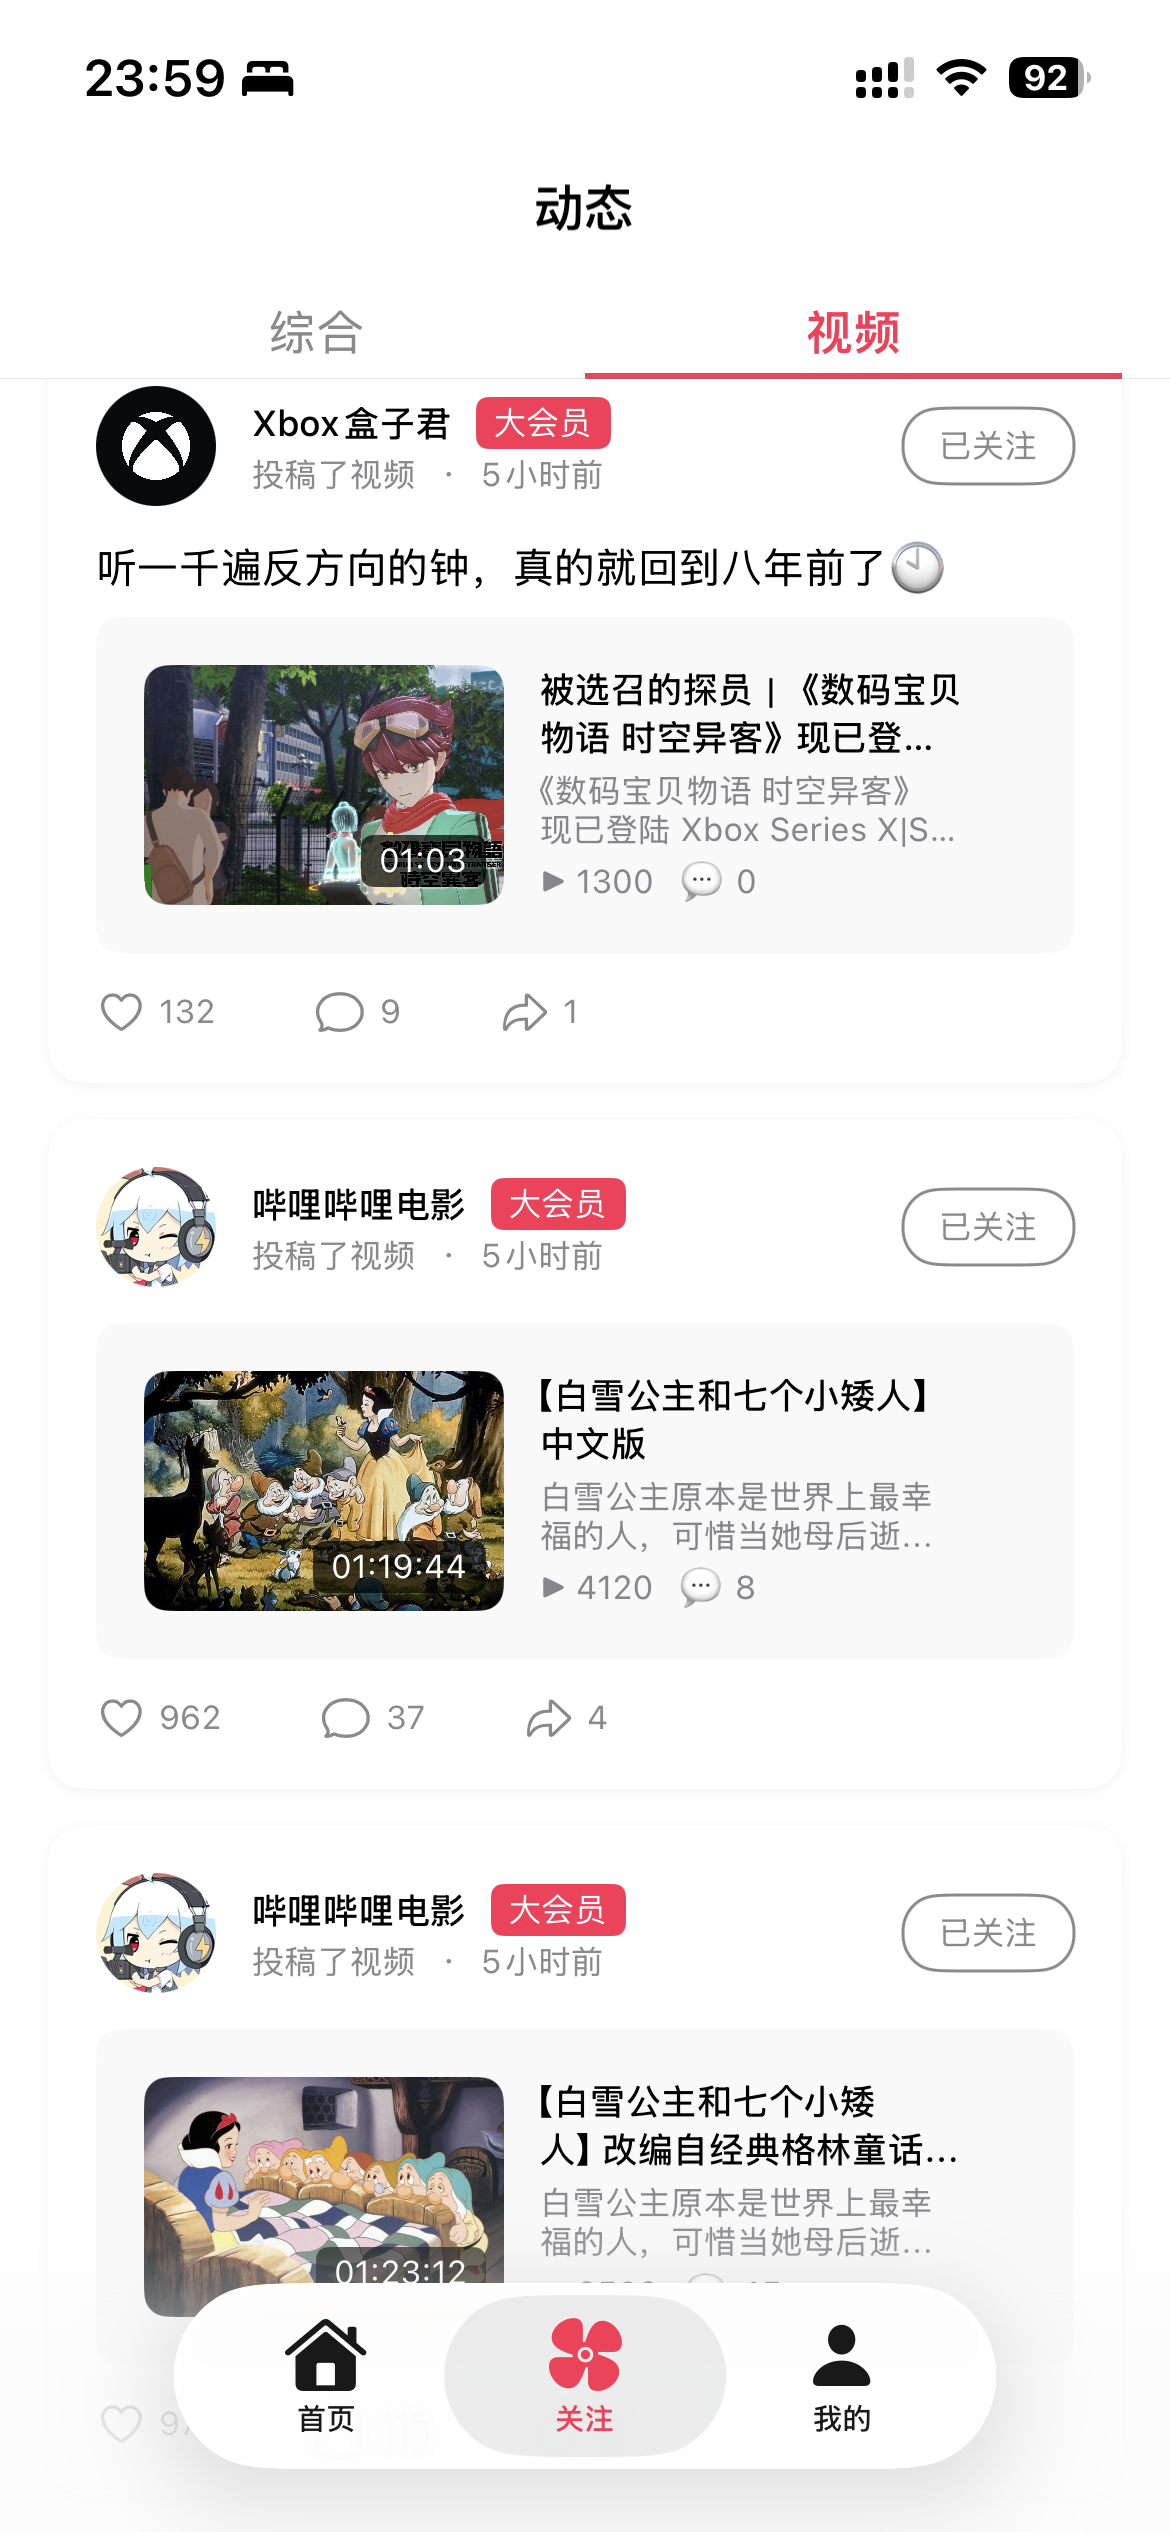 23:59
92
动态
综合
视频
Xbox盒子君 大会员
投稿了视频 · 5小时前
已关注
听一千遍反方向的钟，真的就回到八年前了🕙
01:03
時空異客
被选召的探员 | 《数码宝贝
物语 时空异客》现已登...
《数码宝贝物语 时空异客》
现已登陆 Xbox Series X|S...
1300 0
132 9 1
哔哩哔哩电影 大会员
投稿了视频 · 5小时前
已关注
01:19:44
【白雪公主和七个小矮人】
中文版
白雪公主原本是世界上最幸
福的人，可惜当她母后逝...
4120 8
962 37 4
哔哩哔哩电影 大会员
投稿了视频 · 5小时前
已关注
01:23:12
【白雪公主和七个小矮
人】改编自经典格林童话...
白雪公主原本是世界上最幸
福的人，可惜当她母后逝...
首页
关注
我的